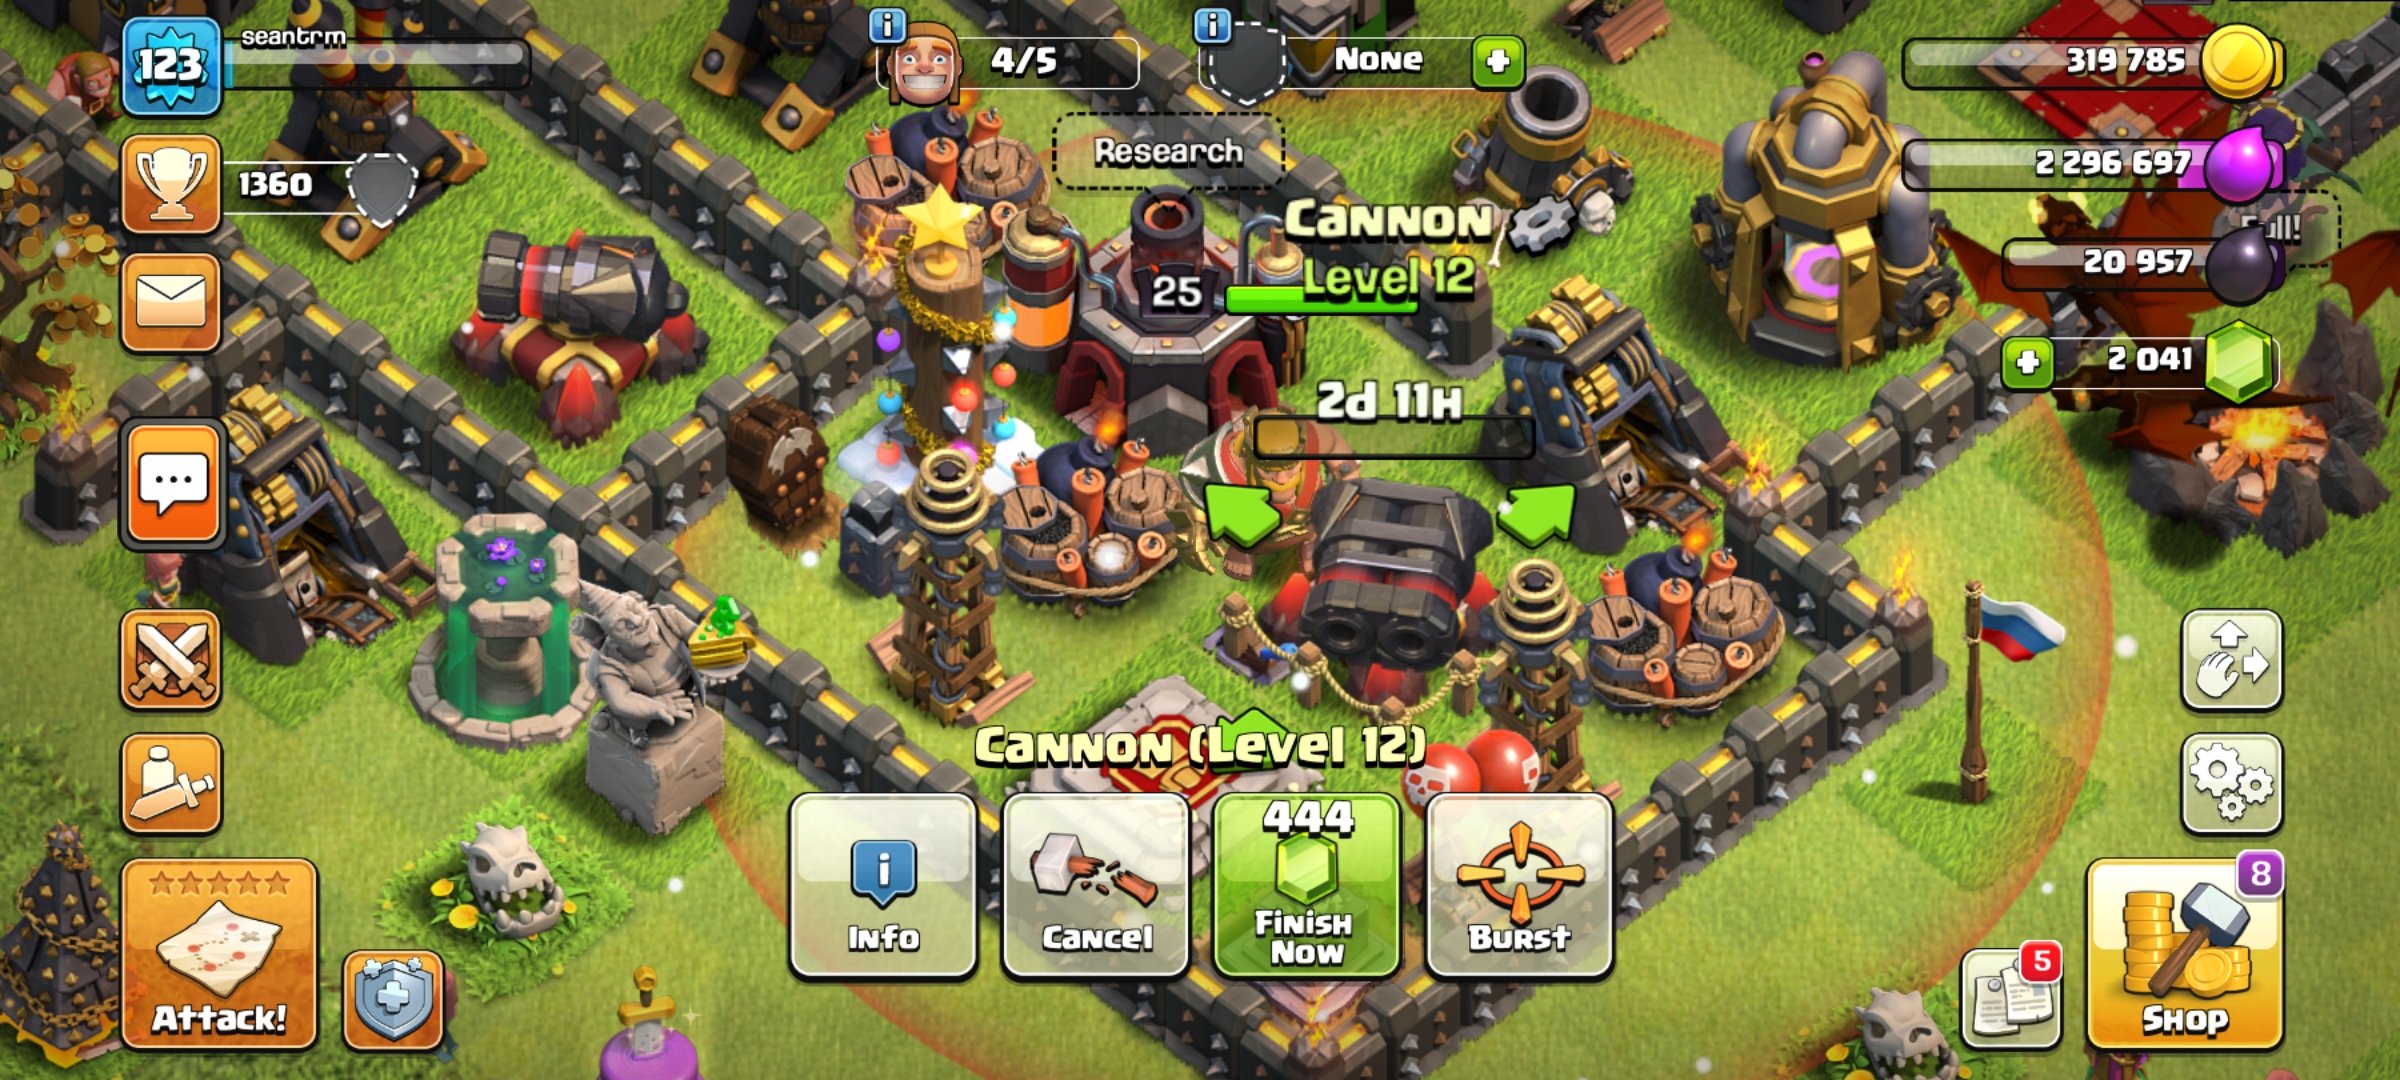 123
seantrm
4/5
None
319 785
1360
Research
2 296 697
Cannon
Level 12
Full!
20 957
25
2 041
2d 11h
Cannon (Level 12)
Info
Cancel
444
Finish
Now
Burst
Attack!
5
8
Shop